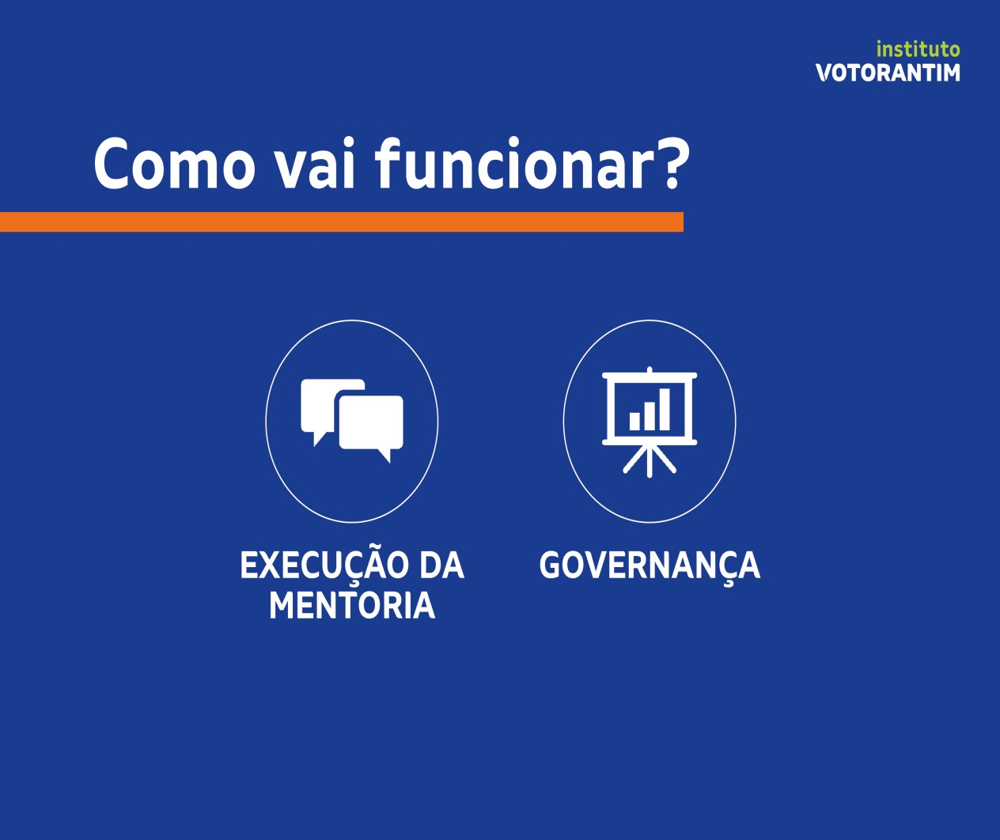 instituto
VOTORANTIM
Como vai funcionar?
EXECUÇÃO DA
MENTORIA
GOVERNANÇA